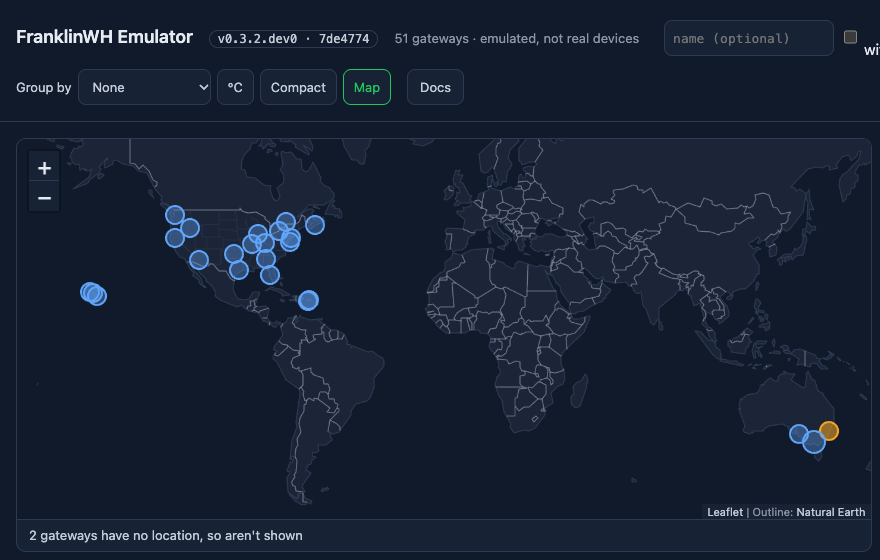 FranklinWH Emulator v0.3.2.dev0 · 7de4774 51 gateways · emulated, not real devices name (optional)
Group by None °C Compact Map Docs
+
−
Leaflet | Outline: Natural Earth
2 gateways have no location, so aren't shown